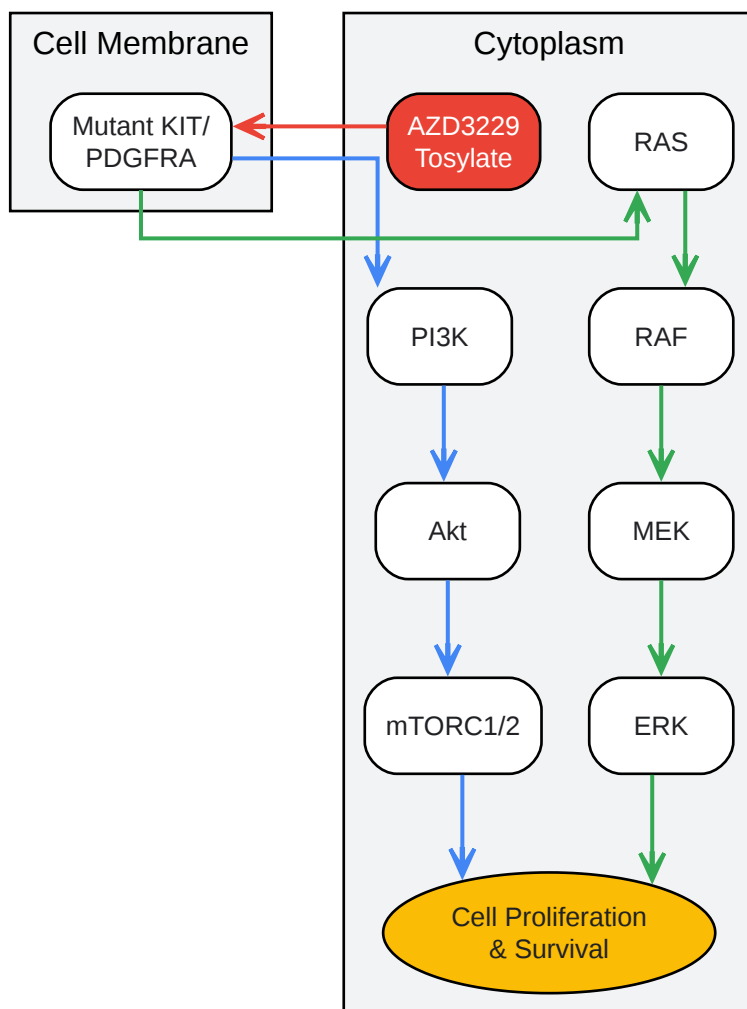 Cell Membrane
Cytoplasm
Mutant KIT/
PDGFRA
AZD3229
Tosylate
RAS
PI3K
RAF
Akt
MEK
mTORC1/2
ERK
Cell Proliferation
& Survival